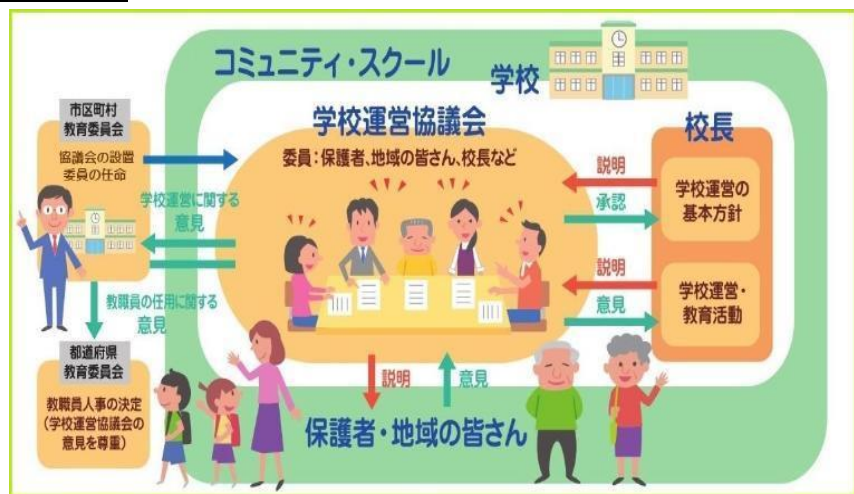 コミュニティ・スクール
学校
学校運営協議会
委員:保護者、地域の皆さん、校長など
市区町村
教育委員会
協議会の設置
委員の任命
学校運営に関する
意見
教職員の任用に関する
意見
都道府県
教育委員会
教職員人事の決定
(学校運営協議会の
意見を尊重)
校長
説明
承認
学校運営の
基本方針
説明
意見
学校運営・
教育活動
説明
意見
保護者・地域の皆さん